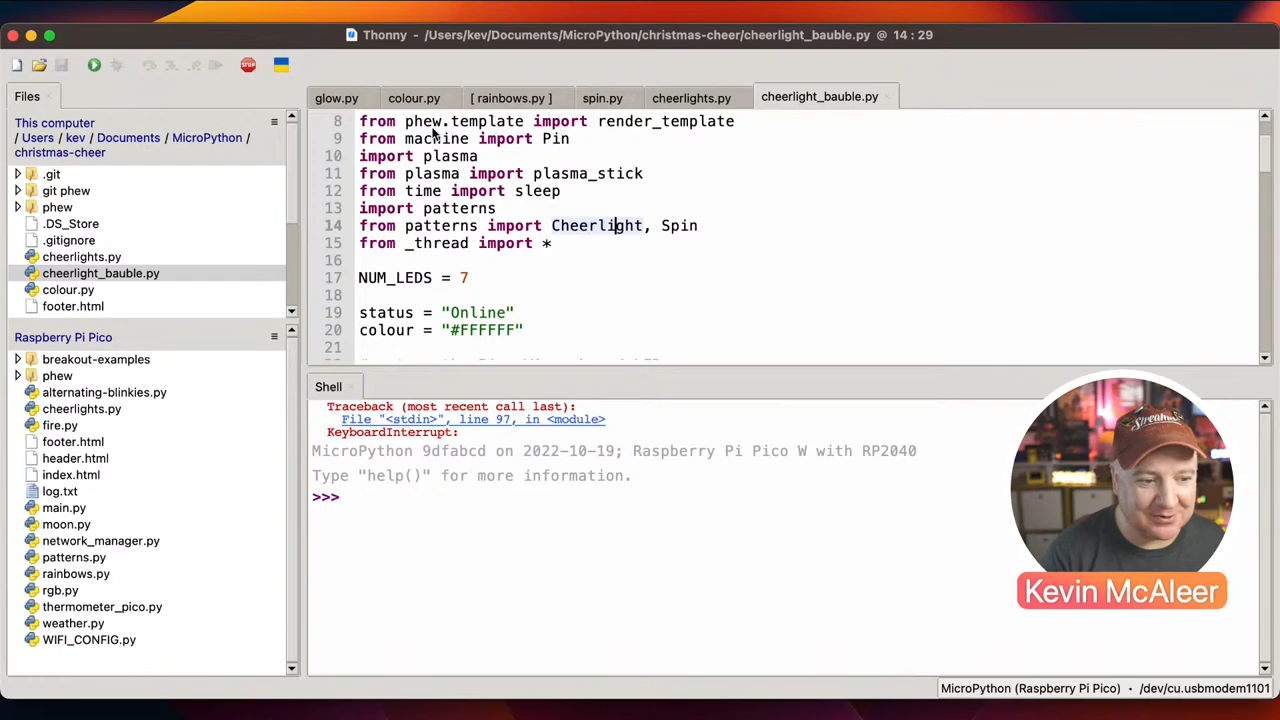 Thonny - /Users/kev/Documents/MicroPython/christmas-cheer/cheerlight_bauble.py @ 14 : 29
STOP
Files
This computer
/ Users / kev / Documents / MicroPython /
christmas-cheer
.git
git phew
phew
.DS_Store
.gitignore
cheerlights.py
cheerlight_bauble.py
colour.py
footer.html
Raspberry Pi Pico
breakout-examples
phew
alternating-blinkies.py
cheerlights.py
fire.py
footer.html
header.html
index.html
log.txt
main.py
moon.py
network_manager.py
patterns.py
rainbows.py
rgb.py
thermometer_pico.py
weather.py
WIFI_CONFIG.py
glow.py
colour.py
[ rainbows.py ]
spin.py
cheerlights.py
cheerlight_bauble.py
8 from phew.template import render_template
9 from machine import Pin
10 import plasma
11 from plasma import plasma_stick
12 from time import sleep
13 import patterns
14 from patterns import Cheerlight, Spin
15 from _thread import *
16
17 NUM_LEDS = 7
18
19 status = "Online"
20 colour = "#FFFFFF"
21
Shell
Traceback (most recent call last):
File "<stdin>", line 97, in <module>
KeyboardInterrupt:
MicroPython 9dfabcd on 2022-10-19; Raspberry Pi Pico W with RP2040
Type "help()" for more information.
>>>
Kevin McAleer
MicroPython (Raspberry Pi Pico) • /dev/cu.usbmodem1101